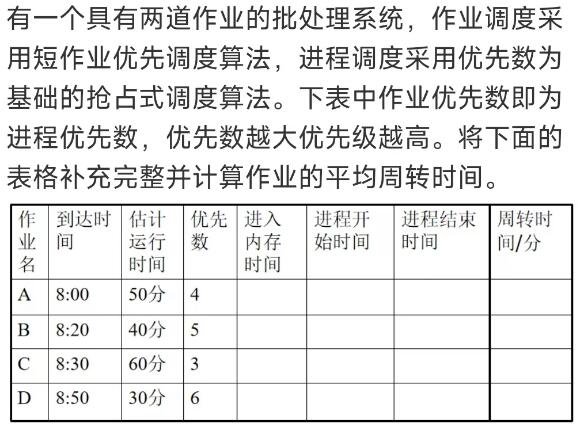 有一个具有两道作业的批处理系统，作业调度采
用短作业优先调度算法，进程调度采用优先数为
基础的抢占式调度算法。下表中作业优先数即为
进程优先数，优先数越大优先级越高。将下面的
表格补充完整并计算作业的平均周转时间。
作业名 到达时间 估计运行时间 优先数 进入内存时间 进程开始时间 进程结束时间 周转时间/分
A 8:00 50分 4
B 8:20 40分 5
C 8:30 60分 3
D 8:50 30分 6